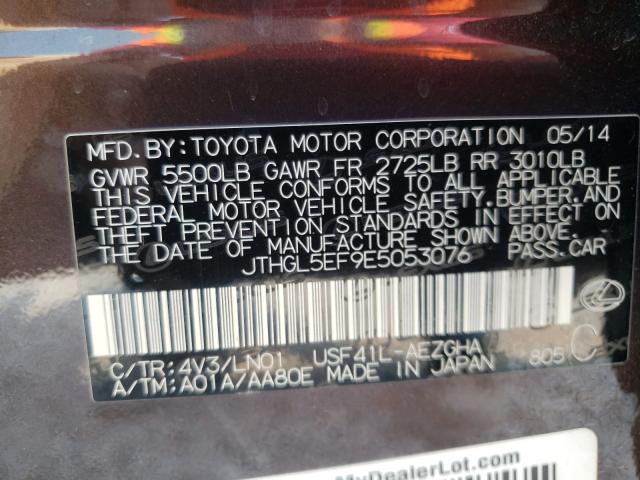 MFD. BY: TOYOTA MOTOR CORPORATION 05/14
GVWR 5500LB GAWR FR 2725LB RR 3010LB
THIS VEHICLE CONFORMS TO ALL APPLICABLE
FEDERAL MOTOR VEHICLE SAFETY, BUMPER, AND
THEFT PREVENTION STANDARDS IN EFFECT ON
THE DATE OF MANUFACTURE SHOWN ABOVE.
JTHGL5EF9E5053076 PASS. CAR
C/TR: 4V3/LN01 USF41L-AEZGHA 805 C
A/TM: A01A/AA80E MADE IN JAPAN
MyDealerLot.com